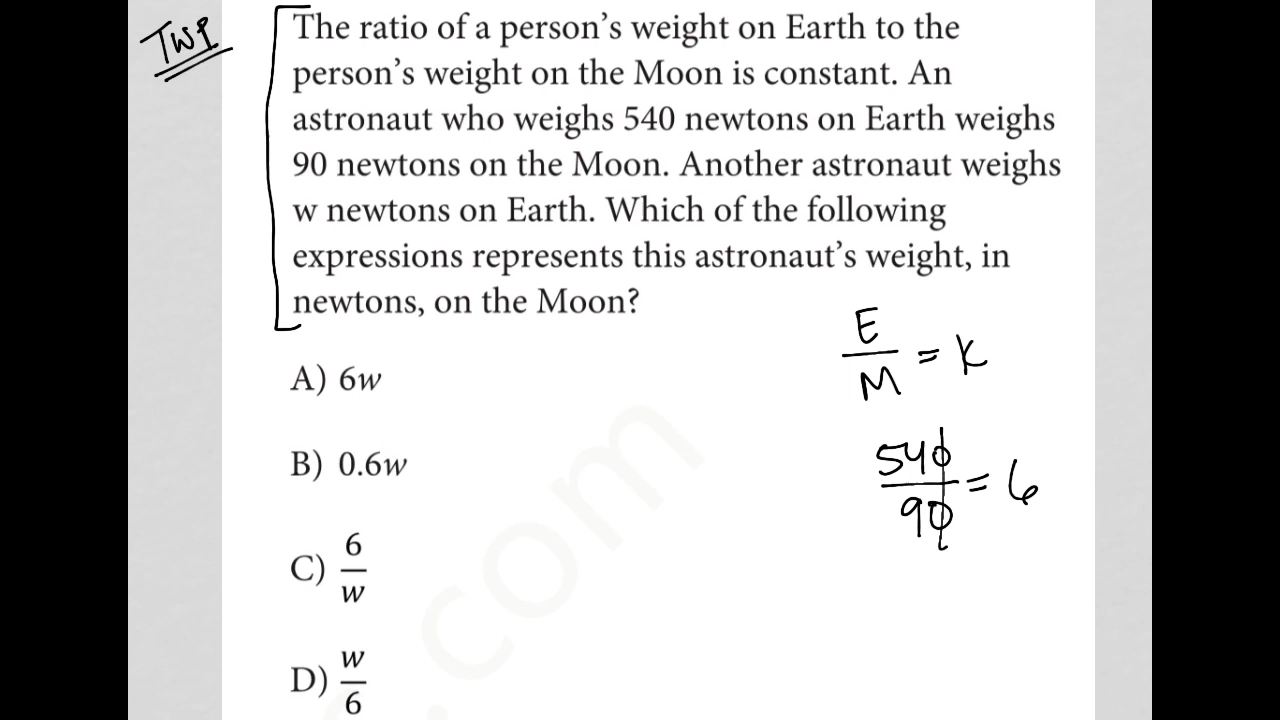 TWP
The ratio of a person's weight on Earth to the
person's weight on the Moon is constant. An
astronaut who weighs 540 newtons on Earth weighs
90 newtons on the Moon. Another astronaut weighs
w newtons on Earth. Which of the following
expressions represents this astronaut's weight, in
newtons, on the Moon?
E/M = K
A) 6w
540/90 = 6
B) 0.6w
C) 6/w
D) w/6
.com